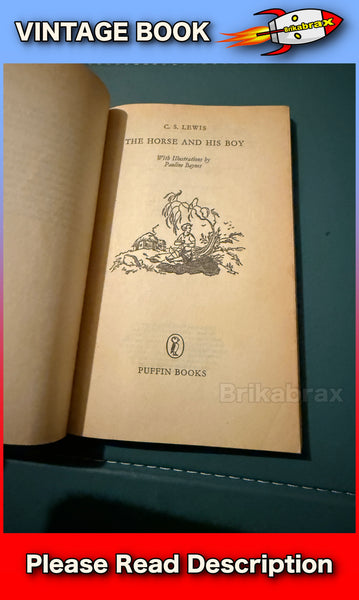 VINTAGE BOOK
Brikabrax
C. S. LEWIS
THE HORSE AND HIS BOY
With Illustrations by
Pauline Baynes
PUFFIN BOOKS
Brikabrax
Please Read Description